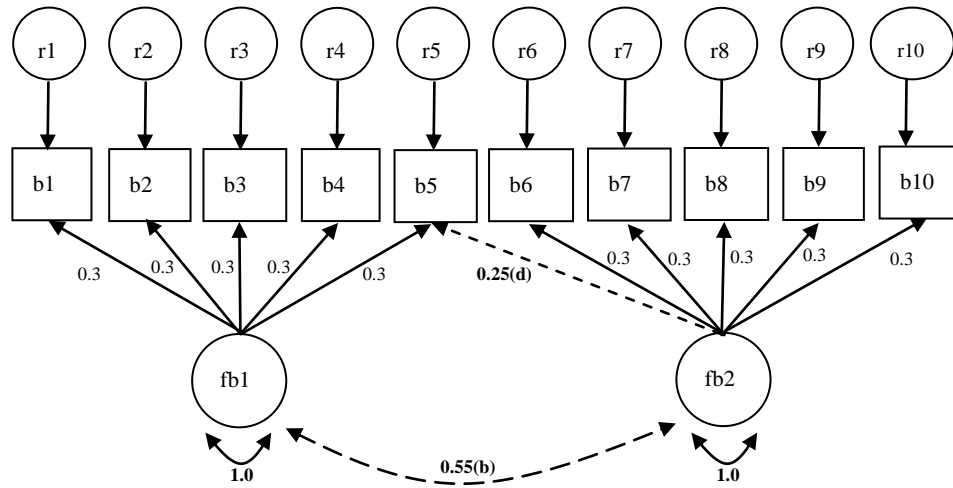 r1 r2 r3 r4 r5 r6 r7 r8 r9 r10
b1 b2 b3 b4 b5 b6 b7 b8 b9 b10
0.3 0.3 0.3 0.3 0.3 0.25(d) 0.3 0.3 0.3 0.3 0.3
fb1 fb2
1.0 0.55(b) 1.0